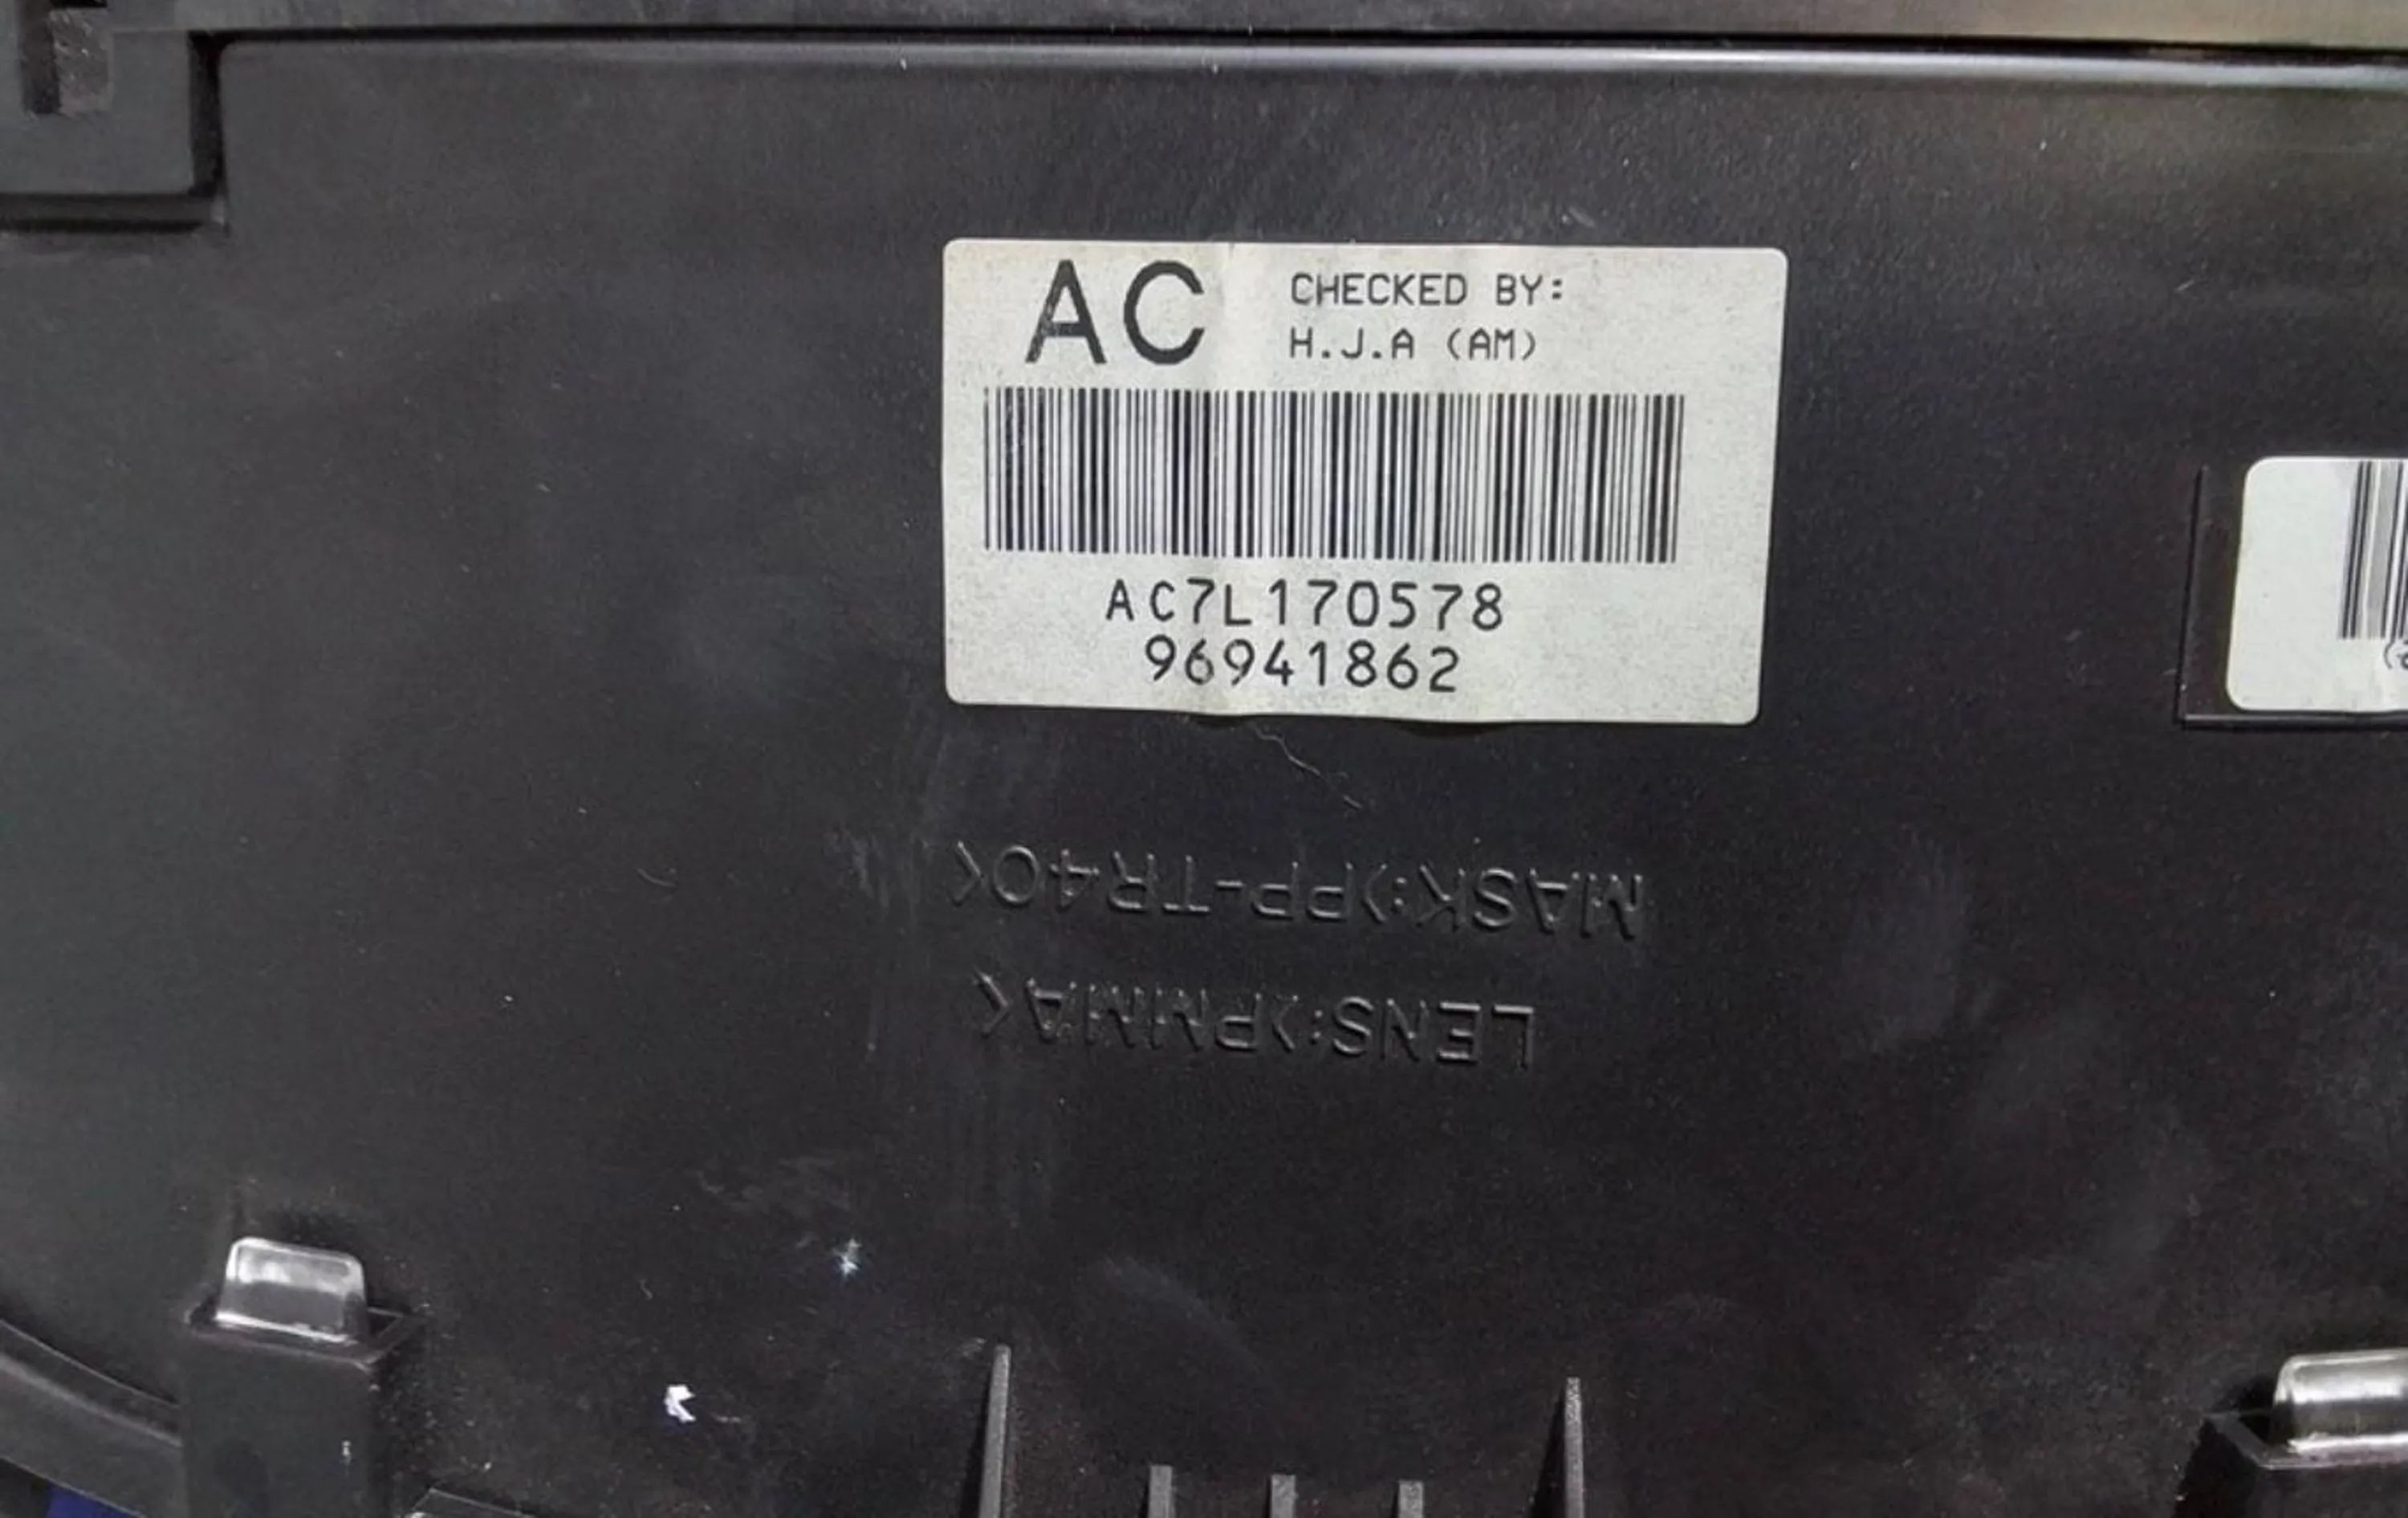 AC
CHECKED BY:
H.J.A (AM)
AC7L170578
96941862
MASK:>PP-TR40<
LENS:>PMMA<